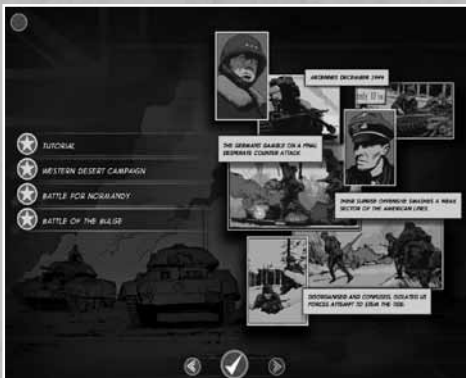 ARDENNES DECEMBER 1944
THE GERMANS GAMBLE ON A FINAL
DESPERATE COUNTER ATTACK.
TUTORIAL
WESTERN DESERT CAMPAIGN
BATTLE FOR NORMANDY
BATTLE OF THE BULGE
THEIR SURPRISE OFFENSIVE SMASHES A WEAK
SECTOR OF THE AMERICAN LINES.
DISORGANISED AND CONFUSED, ISOLATED US
FORCES ATTEMPT TO STEM THE TIDE.